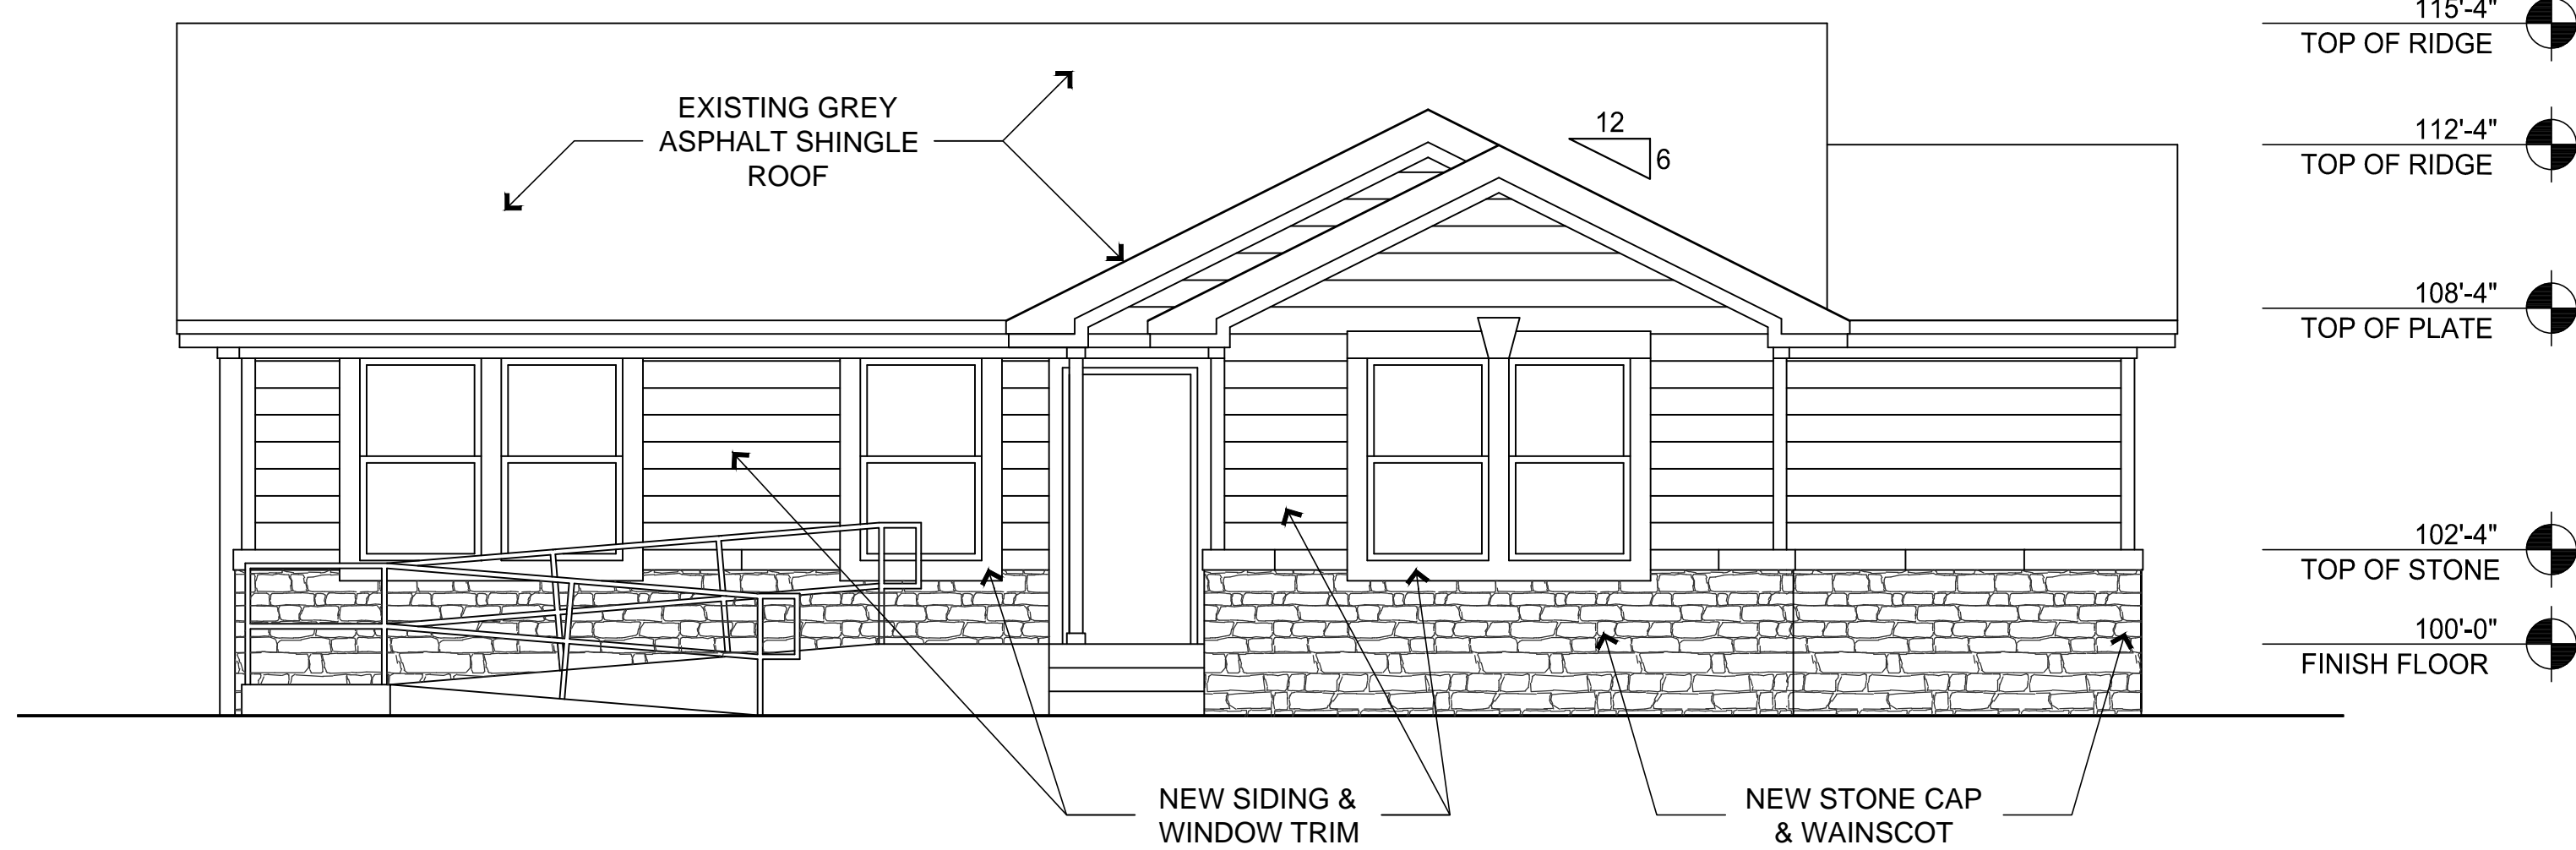 115'-4"
TOP OF RIDGE
EXISTING GREY
ASPHALT SHINGLE
ROOF
12
6
112'-4"
TOP OF RIDGE
108'-4"
TOP OF PLATE
102'-4"
TOP OF STONE
100'-0"
FINISH FLOOR
NEW SIDING &
WINDOW TRIM
NEW STONE CAP
& WAINSCOT